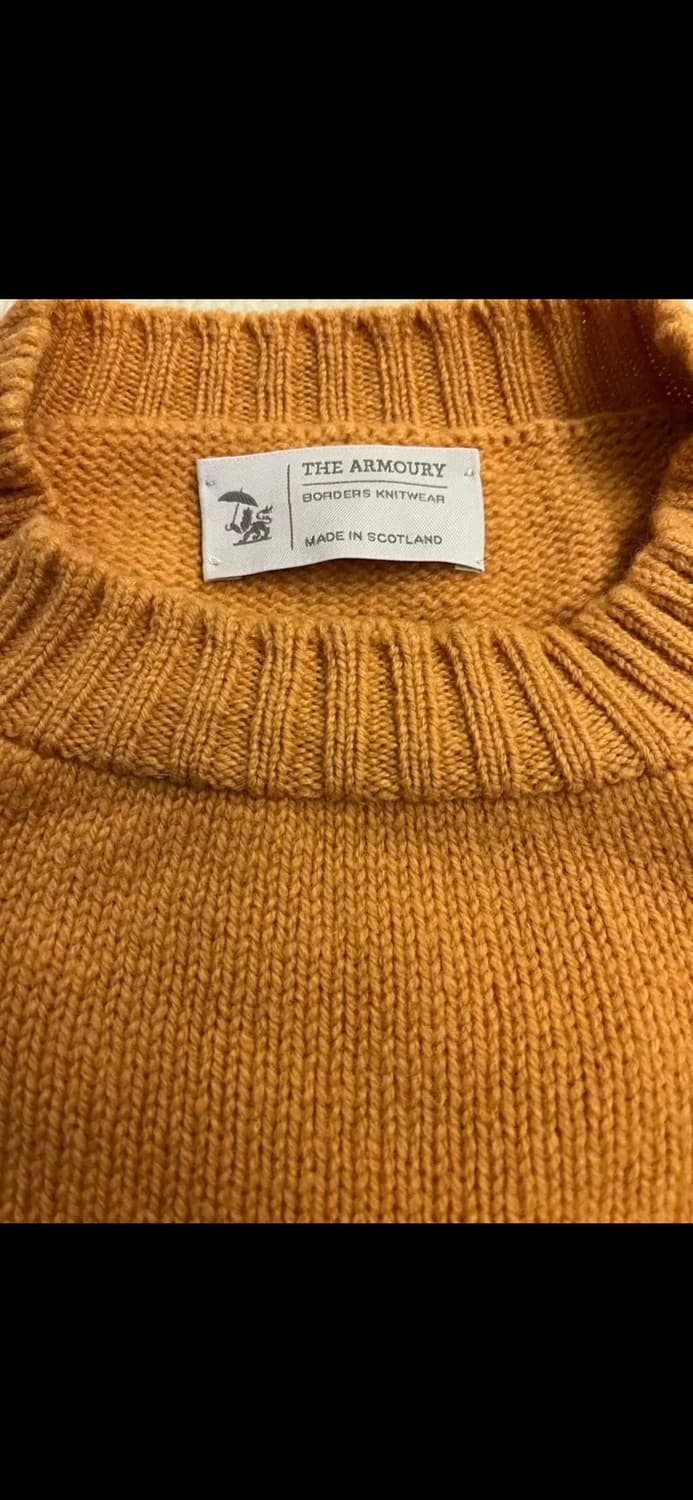 THE ARMOURY
BORDERS KNITWEAR
MADE IN SCOTLAND